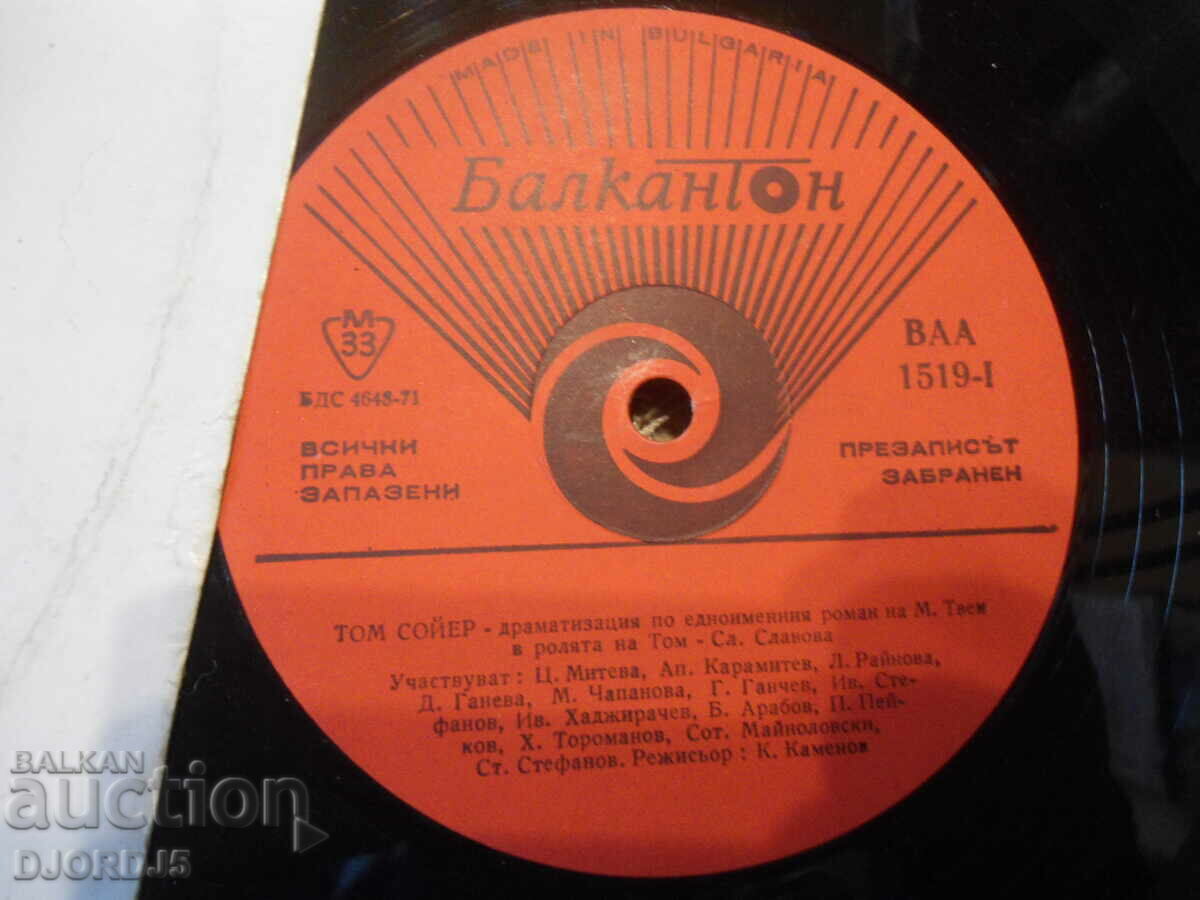 MADE IN BULGARIA
Балкантон
М
33
БДС 4648-71
ВСИЧНИ
ПРАВА
ЗАПАЗЕНИ
ВАА
1519-I
ПРЕЗАПИСЪТ
ЗАБРАНЕН
ТОМ СОЙЕР - драматизация по едноименния роман на М. Твен
в ролята на Том - Сл. Славова
Участвуват: Ц. Митева, Ап. Карамитев, Л. Райнова,
Д. Ганева, М. Чапанова, Г. Ганчев, Ив. Сте-
фанов, Ив. Хаджирачев, Б. Арабов, П. Пей-
ков, Х. Тороманов, Сот. Майноловски,
Ст. Стефанов. Режисьор: К. Каменов
BALKAN
auction
DJORDJ5